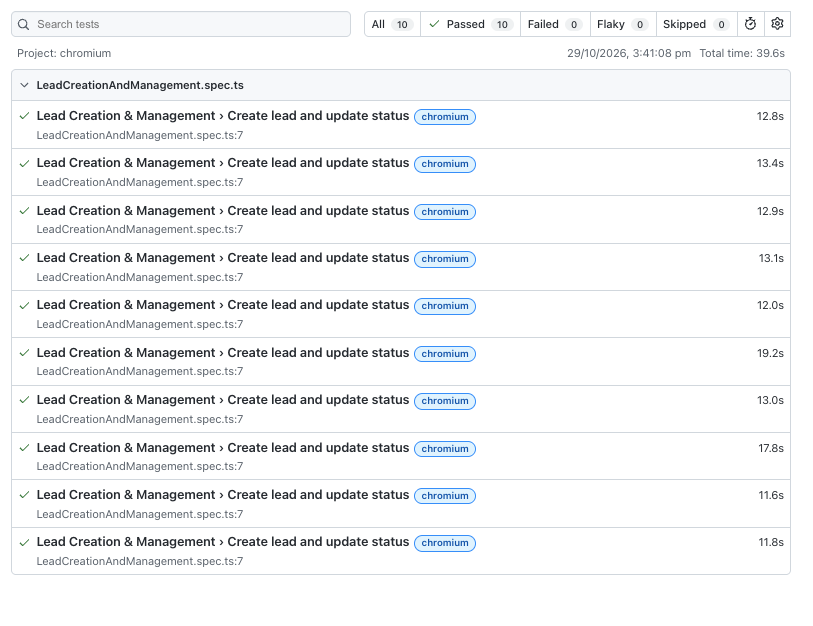 Search tests
All 10 Passed 10 Failed 0 Flaky 0 Skipped 0
Project: chromium 29/10/2026, 3:41:08 pm Total time: 39.6s
LeadCreationAndManagement.spec.ts
Lead Creation & Management › Create lead and update status chromium 12.8s
LeadCreationAndManagement.spec.ts:7
Lead Creation & Management › Create lead and update status chromium 13.4s
LeadCreationAndManagement.spec.ts:7
Lead Creation & Management › Create lead and update status chromium 12.9s
LeadCreationAndManagement.spec.ts:7
Lead Creation & Management › Create lead and update status chromium 13.1s
LeadCreationAndManagement.spec.ts:7
Lead Creation & Management › Create lead and update status chromium 12.0s
LeadCreationAndManagement.spec.ts:7
Lead Creation & Management › Create lead and update status chromium 19.2s
LeadCreationAndManagement.spec.ts:7
Lead Creation & Management › Create lead and update status chromium 13.0s
LeadCreationAndManagement.spec.ts:7
Lead Creation & Management › Create lead and update status chromium 17.8s
LeadCreationAndManagement.spec.ts:7
Lead Creation & Management › Create lead and update status chromium 11.6s
LeadCreationAndManagement.spec.ts:7
Lead Creation & Management › Create lead and update status chromium 11.8s
LeadCreationAndManagement.spec.ts:7